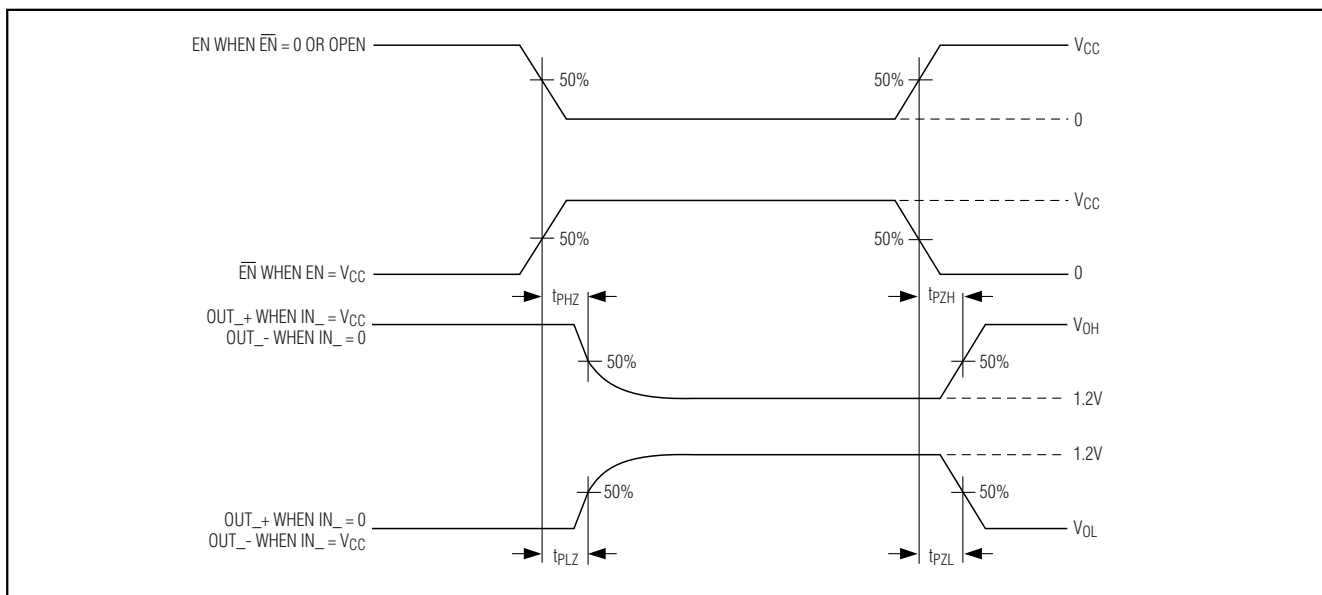 EN WHEN E̅N̅ = 0 OR OPEN
VCC
50%
50%
0
VCC
50%
50%
E̅N̅ WHEN EN = VCC
0
tPHZ
tPZH
OUT_+ WHEN IN_ = VCC
OUT_- WHEN IN_ = 0
VOH
50%
50%
1.2V
1.2V
50%
50%
OUT_+ WHEN IN_ = 0
OUT_- WHEN IN_ = VCC
VOL
tPLZ
tPZL